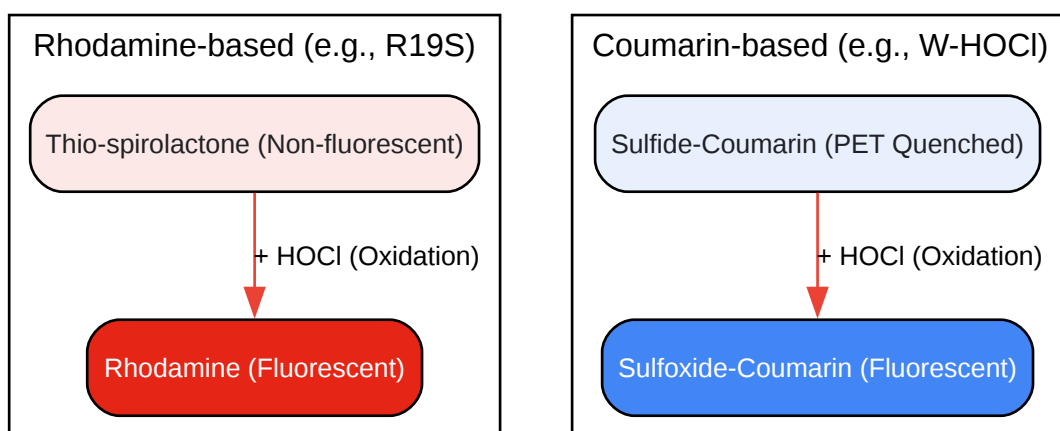 Rhodamine-based (e.g., R19S)
Thio-spirolactone (Non-fluorescent)
+ HOCl (Oxidation)
Rhodamine (Fluorescent)
Coumarin-based (e.g., W-HOCl)
Sulfide-Coumarin (PET Quenched)
+ HOCl (Oxidation)
Sulfoxide-Coumarin (Fluorescent)